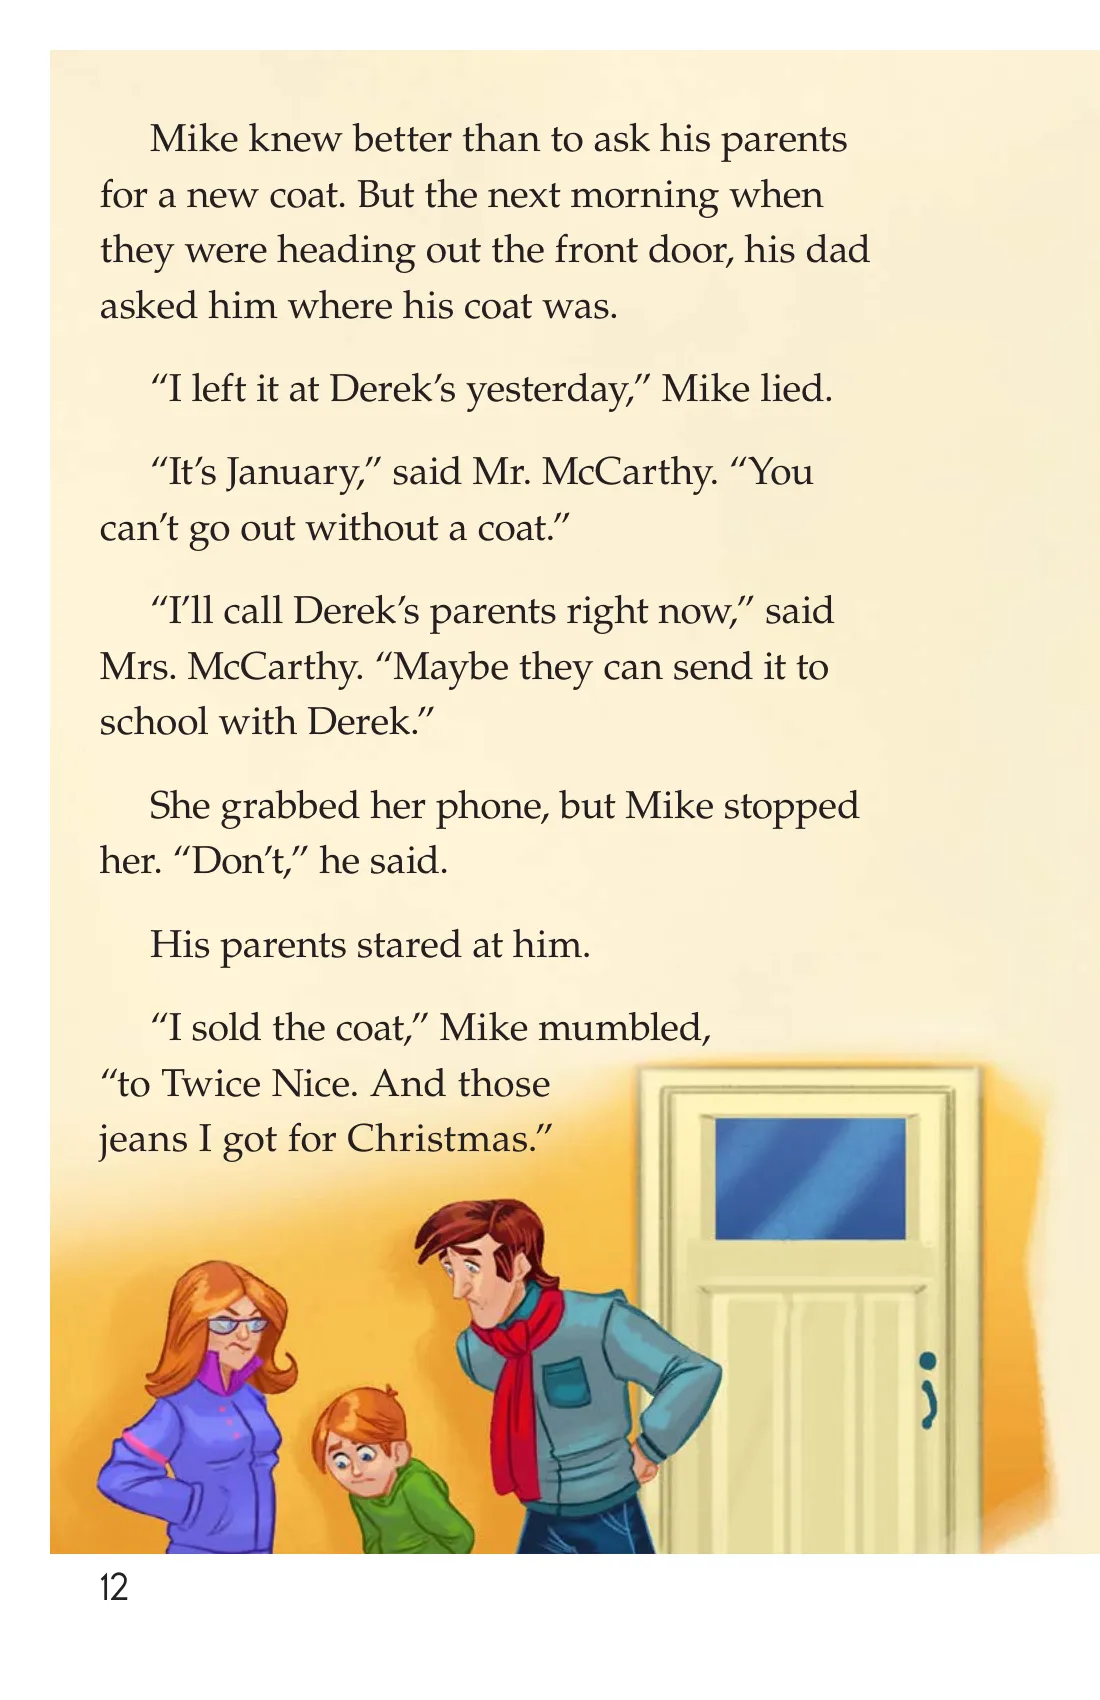 Mike knew better than to ask his parents
for a new coat. But the next morning when
they were heading out the front door, his dad
asked him where his coat was.
“I left it at Derek’s yesterday,” Mike lied.
“It’s January,” said Mr. McCarthy. “You
can’t go out without a coat.”
“I’ll call Derek’s parents right now,” said
Mrs. McCarthy. “Maybe they can send it to
school with Derek.”
She grabbed her phone, but Mike stopped
her. “Don’t,” he said.
His parents stared at him.
“I sold the coat,” Mike mumbled,
“to Twice Nice. And those
jeans I got for Christmas.”
12